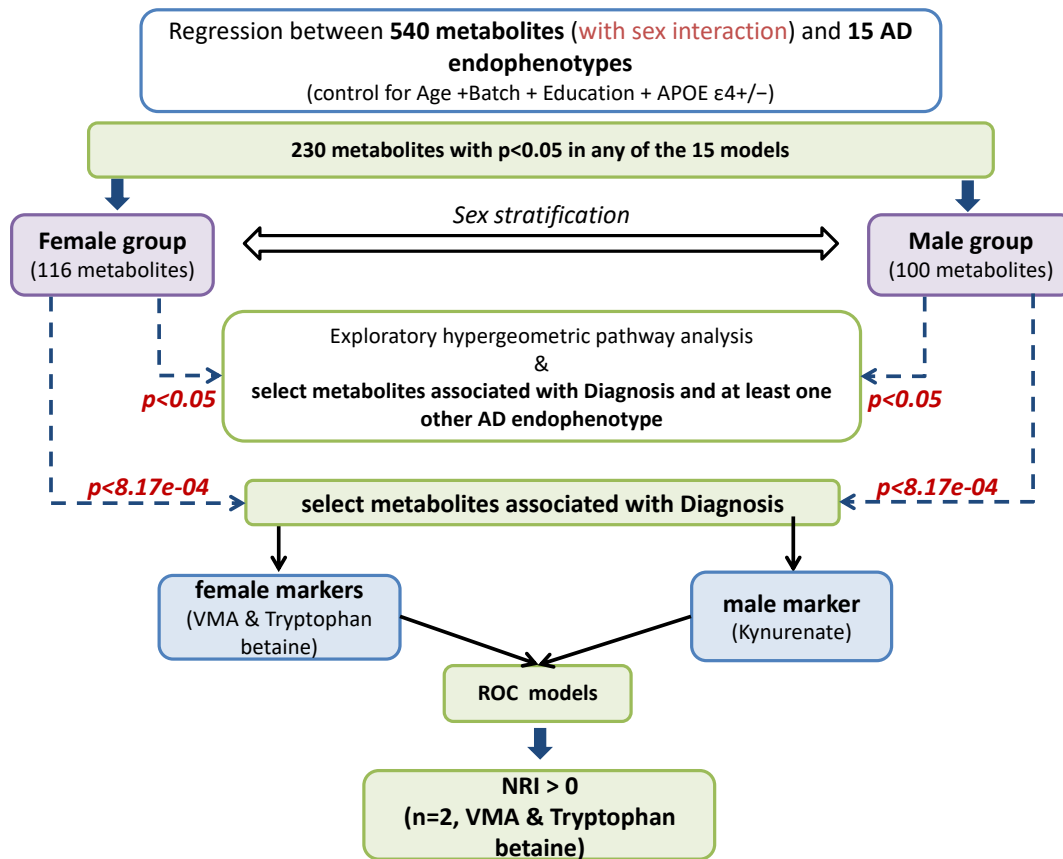 Regression between 540 metabolites (with sex interaction) and 15 AD
endophenotypes
(control for Age +Batch + Education + APOE ε4+/−)
230 metabolites with p<0.05 in any of the 15 models
Sex stratification
Female group
(116 metabolites)
Male group
(100 metabolites)
Exploratory hypergeometric pathway analysis
&
select metabolites associated with Diagnosis and at least one
other AD endophenotype
p<0.05
p<0.05
p<8.17e-04
p<8.17e-04
select metabolites associated with Diagnosis
female markers
(VMA & Tryptophan
betaine)
male marker
(Kynurenate)
ROC models
NRI > 0
(n=2, VMA & Tryptophan
betaine)